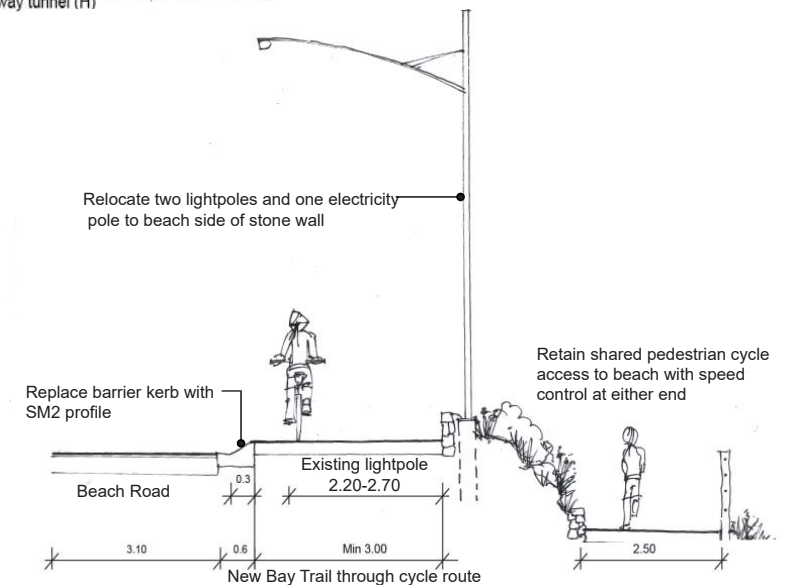 way tunnel (H)
Relocate two lightpoles and one electricity
pole to beach side of stone wall
Retain shared pedestrian cycle
access to beach with speed
control at either end
Replace barrier kerb with
SM2 profile
Existing lightpole
0.3
2.20-2.70
Beach Road
3.10
0.6
Min 3.00
2.50
New Bay Trail through cycle route